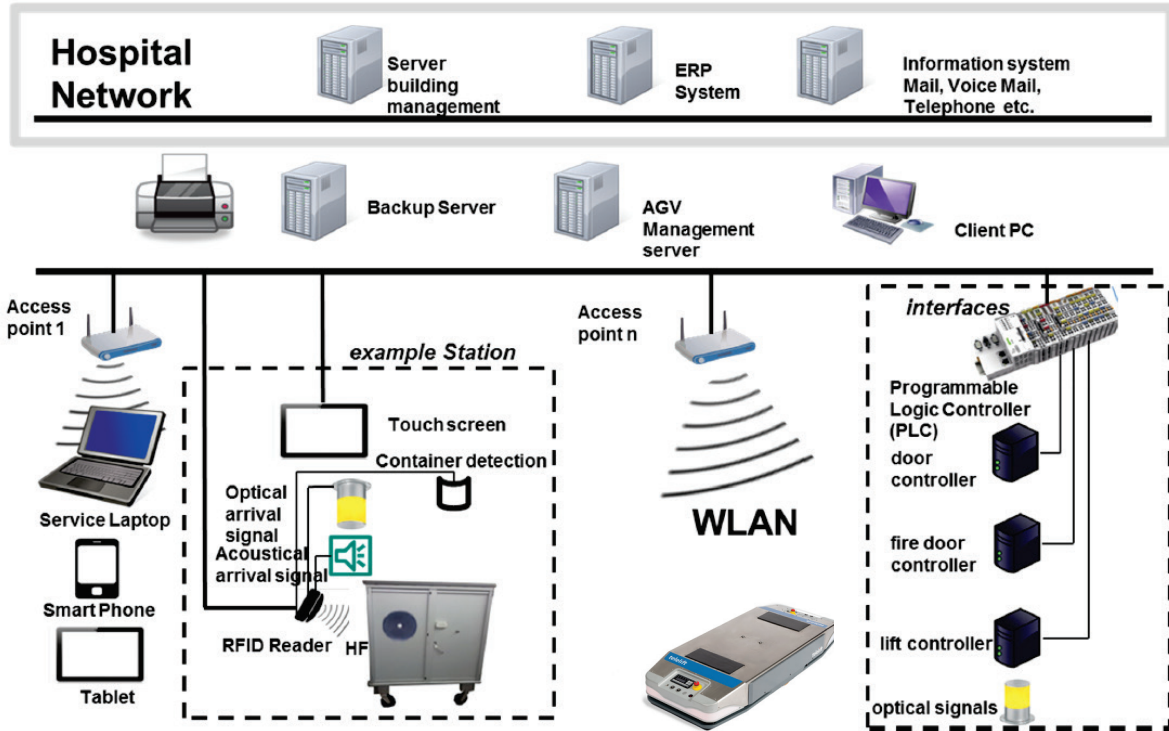 Hospital
Network
Server
building
management
ERP
System
Information system
Mail, Voice Mail,
Telephone etc.
Backup Server
AGV
Management
server
Client PC
Access
point 1
Access
point n
interfaces
example Station
Touch screen
Container detection
Optical
arrival
signal
Acoustical
arrival signal
RFID Reader
HF
Service Laptop
Smart Phone
Tablet
WLAN
telelift
Programmable
Logic Controller
(PLC)
door
controller
fire door
controller
lift controller
optical signals